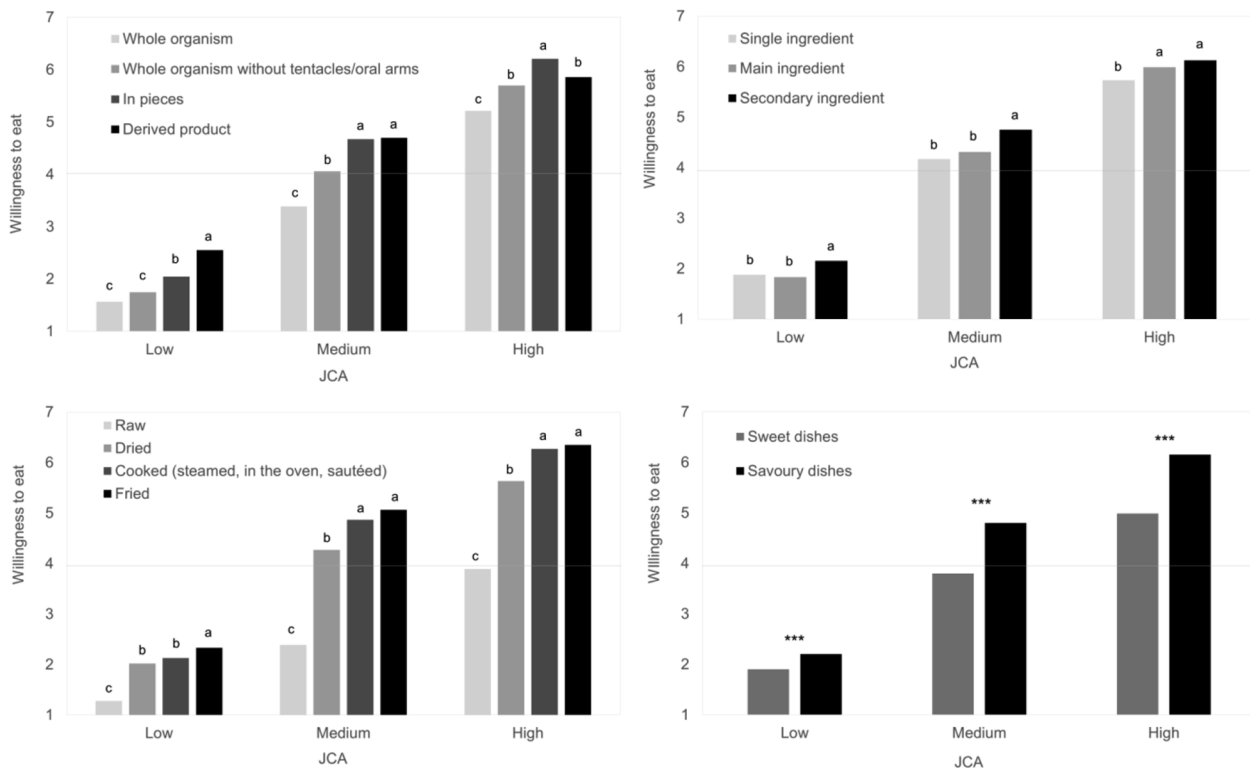 7
6
5
4
3
2
1
Willingness to eat
Whole organism
Whole organism without tentacles/oral arms
In pieces
Derived product
c c b a
c b a a
c b a b
Low Medium High
JCA
7
6
5
4
3
2
1
Willingness to eat
Single ingredient
Main ingredient
Secondary ingredient
b b a
b b a
b a a
Low Medium High
JCA
7
6
5
4
3
2
1
Willingness to eat
Raw
Dried
Cooked (steamed, in the oven, sautéed)
Fried
c b b a
c b a a
c b a a
Low Medium High
JCA
7
6
5
4
3
2
1
WIllingness to eat
Sweet dishes
Savoury dishes
***
***
***
Low Medium High
JCA